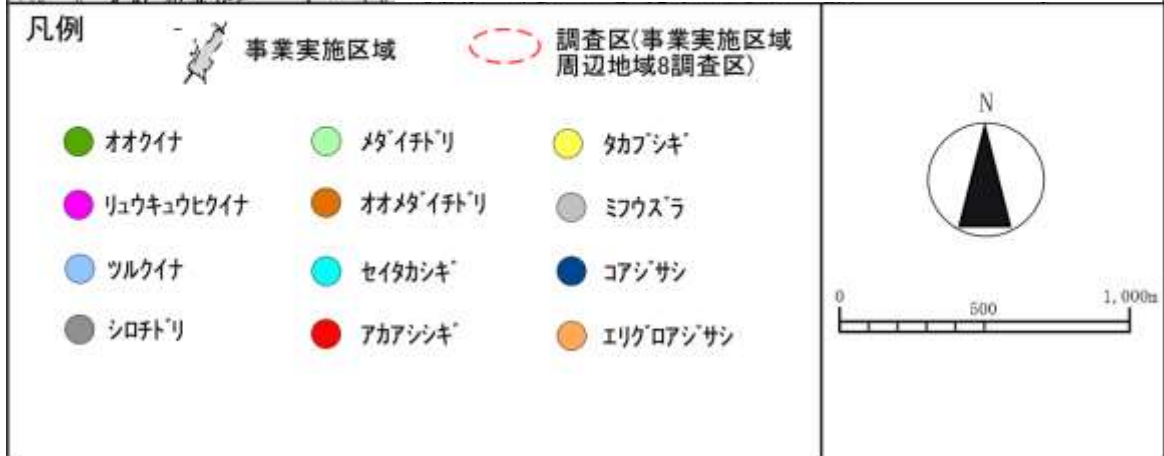 凡例
事業実施区域
調査区(事業実施区域
周辺地域8調査区)
オオクイナ
メダイチドリ
タカブシギ
リュウキュウヒクイナ
オオメダイチドリ
ミフウズラ
ツルクイナ
セイタカシギ
コアジサシ
シロチドリ
アカアシシギ
エリグロアジサシ
N
0
500
1,000m